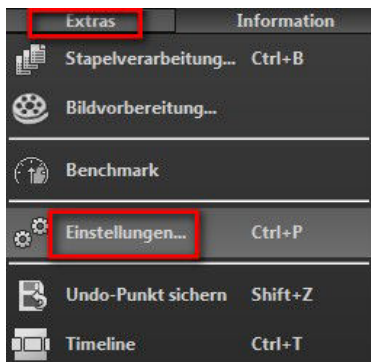 Extras Information
Stapelverarbeitung... Ctrl+B
Bildvorbereitung...
Benchmark
Einstellungen... Ctrl+P
Undo-Punkt sichern Shift+Z
Timeline Ctrl+T